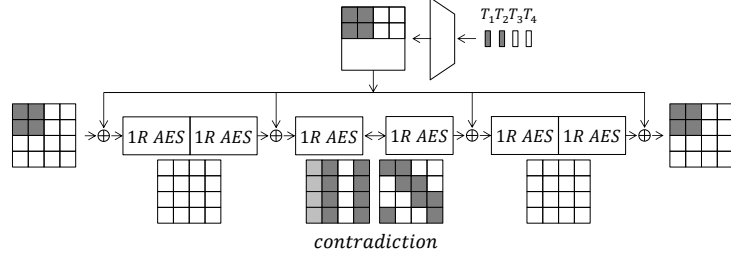 T₁T₂T₃T₄
1R AES 1R AES 1R AES 1R AES 1R AES 1R AES
contradiction